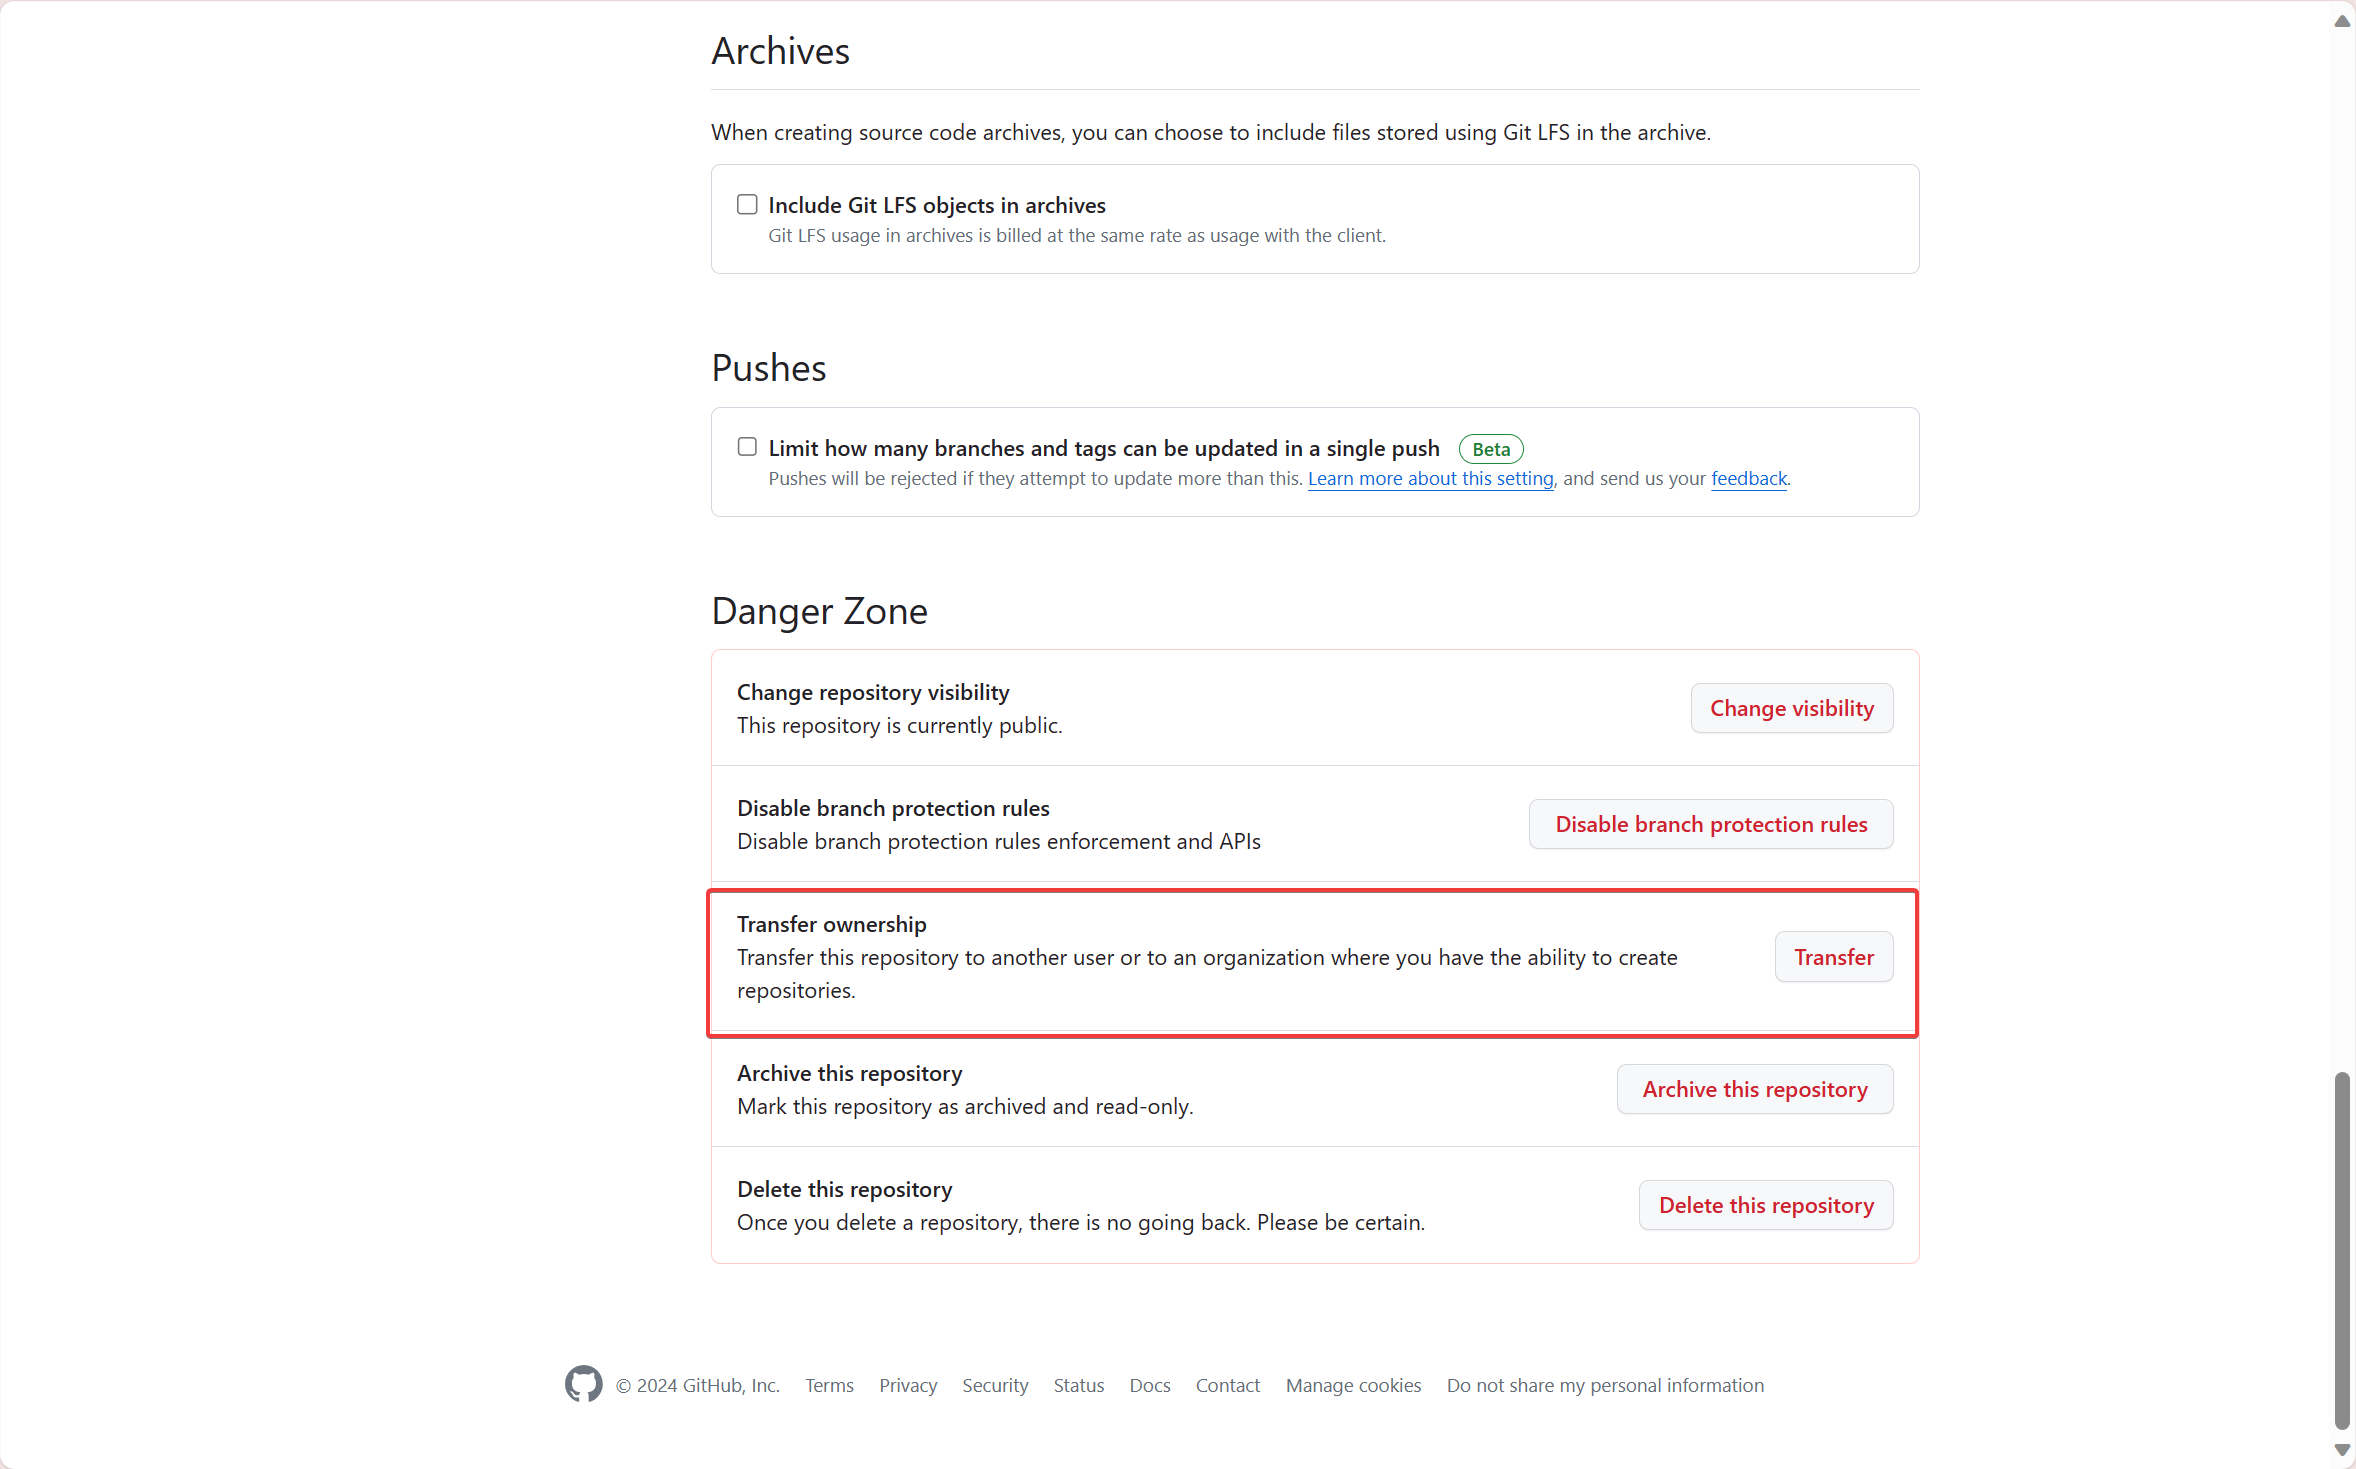 Archives
When creating source code archives, you can choose to include files stored using Git LFS in the archive.
Include Git LFS objects in archives
Git LFS usage in archives is billed at the same rate as usage with the client.
Pushes
Limit how many branches and tags can be updated in a single push Beta
Pushes will be rejected if they attempt to update more than this. Learn more about this setting, and send us your feedback.
Danger Zone
Change repository visibility
This repository is currently public.
Change visibility
Disable branch protection rules
Disable branch protection rules enforcement and APIs
Disable branch protection rules
Transfer ownership
Transfer this repository to another user or to an organization where you have the ability to create
repositories.
Transfer
Archive this repository
Mark this repository as archived and read-only.
Archive this repository
Delete this repository
Once you delete a repository, there is no going back. Please be certain.
Delete this repository
© 2024 GitHub, Inc. Terms Privacy Security Status Docs Contact Manage cookies Do not share my personal information